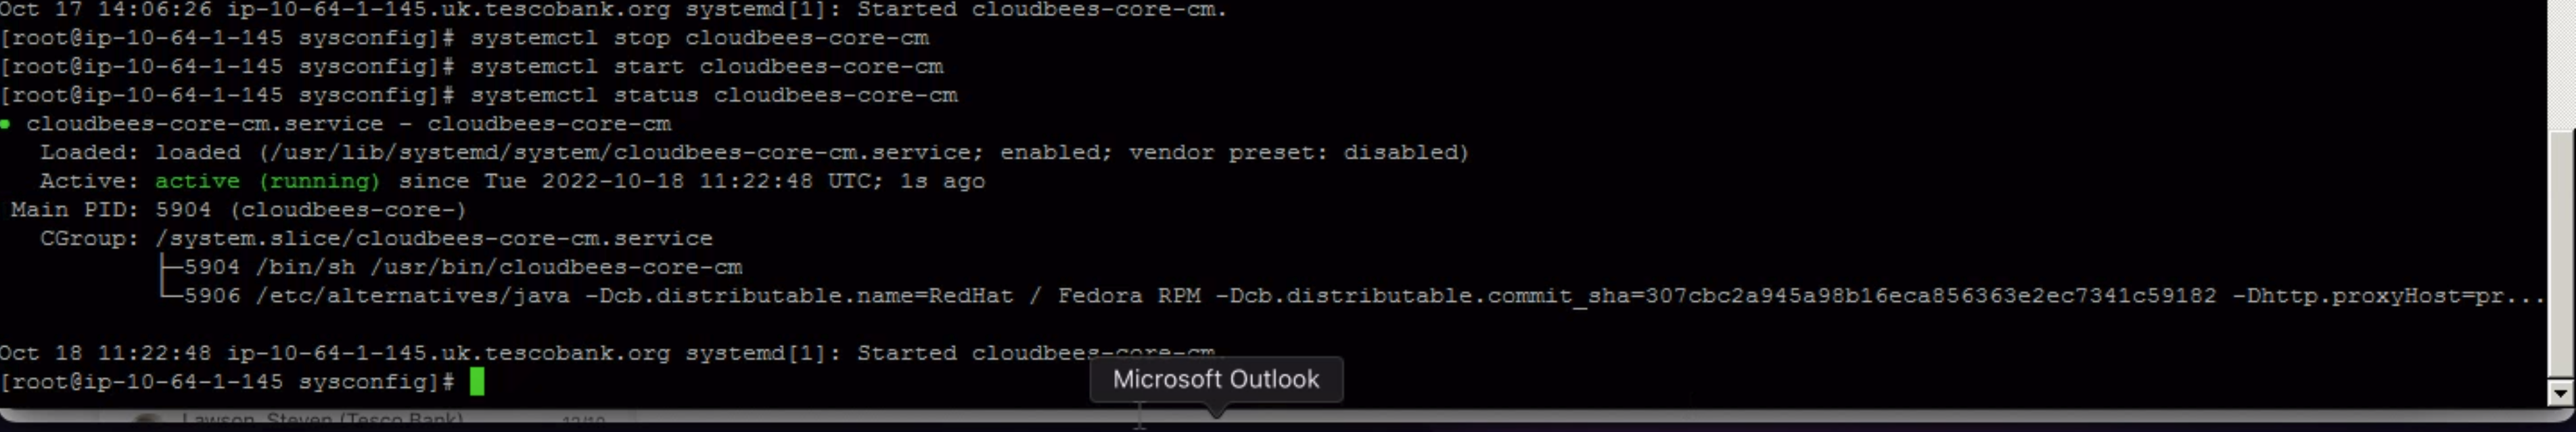 Oct 17 14:06:26 ip-10-64-1-145.uk.tescobank.org systemd[1]: Started cloudbees-core-cm.
[root@ip-10-64-1-145 sysconfig]# systemctl stop cloudbees-core-cm
[root@ip-10-64-1-145 sysconfig]# systemctl start cloudbees-core-cm
[root@ip-10-64-1-145 sysconfig]# systemctl status cloudbees-core-cm
● cloudbees-core-cm.service - cloudbees-core-cm
Loaded: loaded (/usr/lib/systemd/system/cloudbees-core-cm.service; enabled; vendor preset: disabled)
Active: active (running) since Tue 2022-10-18 11:22:48 UTC; 1s ago
Main PID: 5904 (cloudbees-core-)
CGroup: /system.slice/cloudbees-core-cm.service
├─5904 /bin/sh /usr/bin/cloudbees-core-cm
└─5906 /etc/alternatives/java -Dcb.distributable.name=RedHat / Fedora RPM -Dcb.distributable.commit_sha=307cbc2a945a98b16eca856363e2ec7341c59182 -Dhttp.proxyHost=pr...
Oct 18 11:22:48 ip-10-64-1-145.uk.tescobank.org systemd[1]: Started cloudbees-core-cm.
[root@ip-10-64-1-145 sysconfig]#
Microsoft Outlook
Lawson, Steven (Tesco Bank)